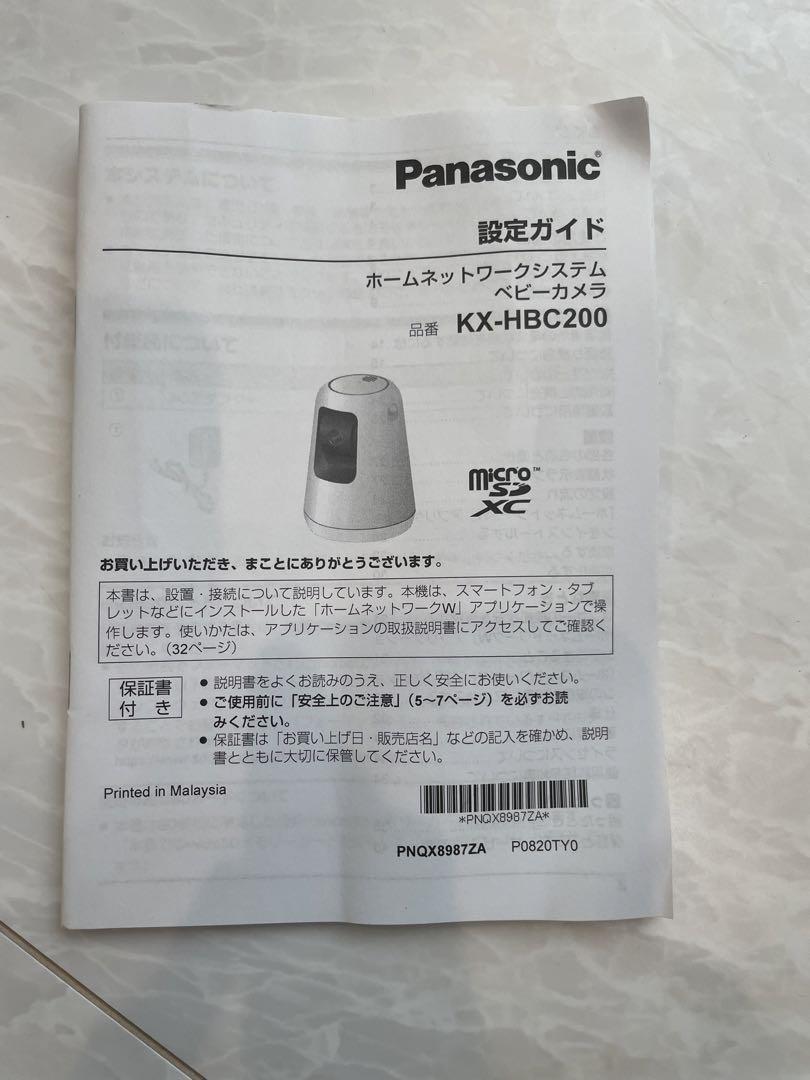 Panasonic®
設定ガイド
ホームネットワークシステム
ベビーカメラ
品番 KX-HBC200
micro
SD
XC™
お買い上げいただき、まことにありがとうございます。
本書は、設置・接続について説明しています。本機は、スマートフォン・タブ
レットなどにインストールした「ホームネットワークW」アプリケーションで操
作します。使いかたは、アプリケーションの取扱説明書にアクセスしてご確認く
ださい。（32ページ）
保証書
付き
● 説明書をよくお読みのうえ、正しく安全にお使いください。
● ご使用前に「安全上のご注意」（5～7ページ）を必ずお読
みください。
● 保証書は「お買い上げ日・販売店名」などの記入を確かめ、説明
書とともに大切に保管してください。
Printed in Malaysia
*PNQX8987ZA*
PNQX8987ZA P0820TY0